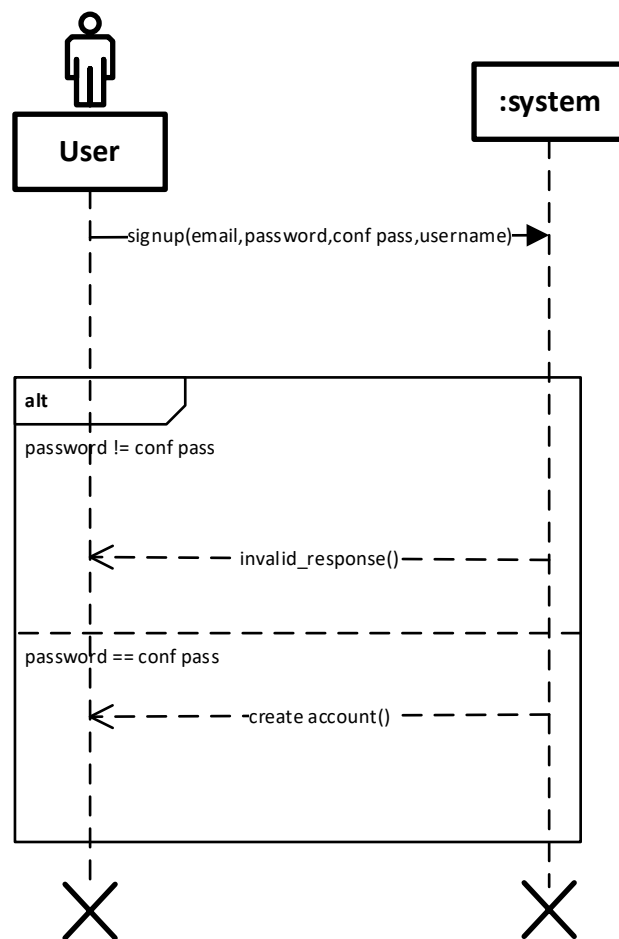 User
:system
signup(email,password,conf pass,username)
alt
password != conf pass
invalid_response()
password == conf pass
create account()